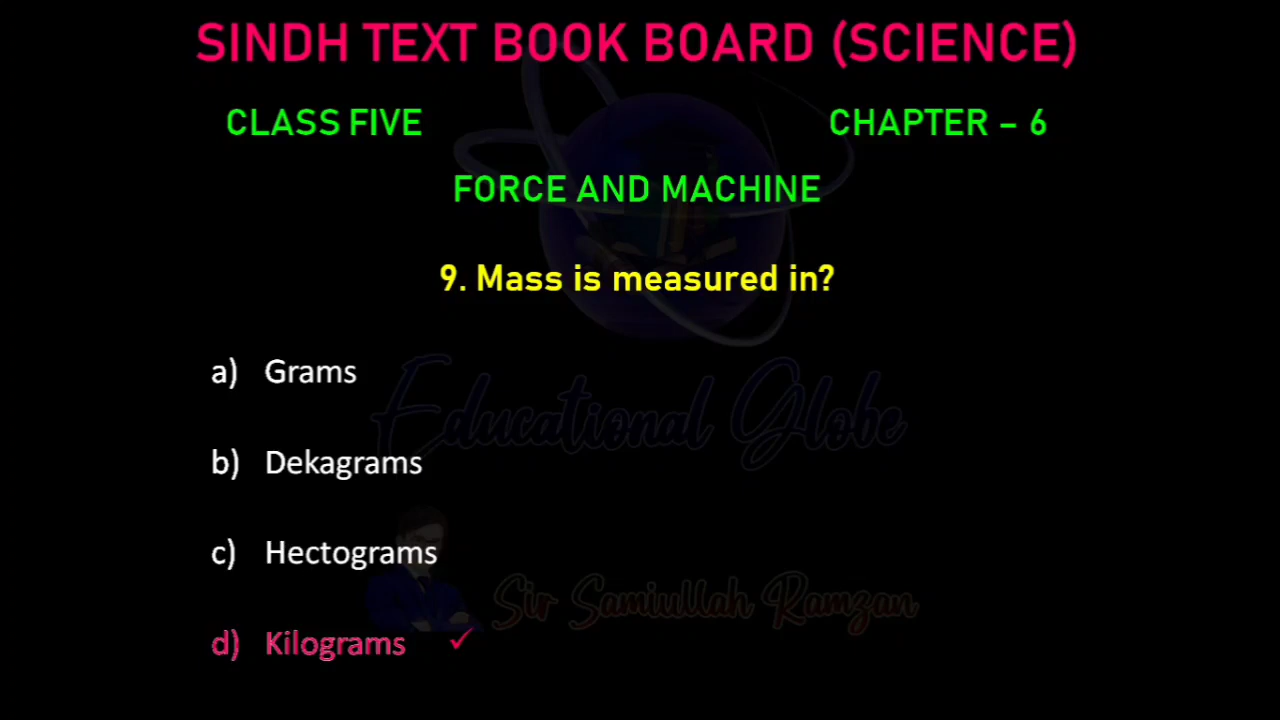 SINDH TEXT BOOK BOARD (SCIENCE)
CLASS FIVE CHAPTER – 6
FORCE AND MACHINE
9. Mass is measured in?
a) Grams
Educational Globe
b) Dekagrams
c) Hectograms
Sir Samiullah Ramzan
d) Kilograms ✓